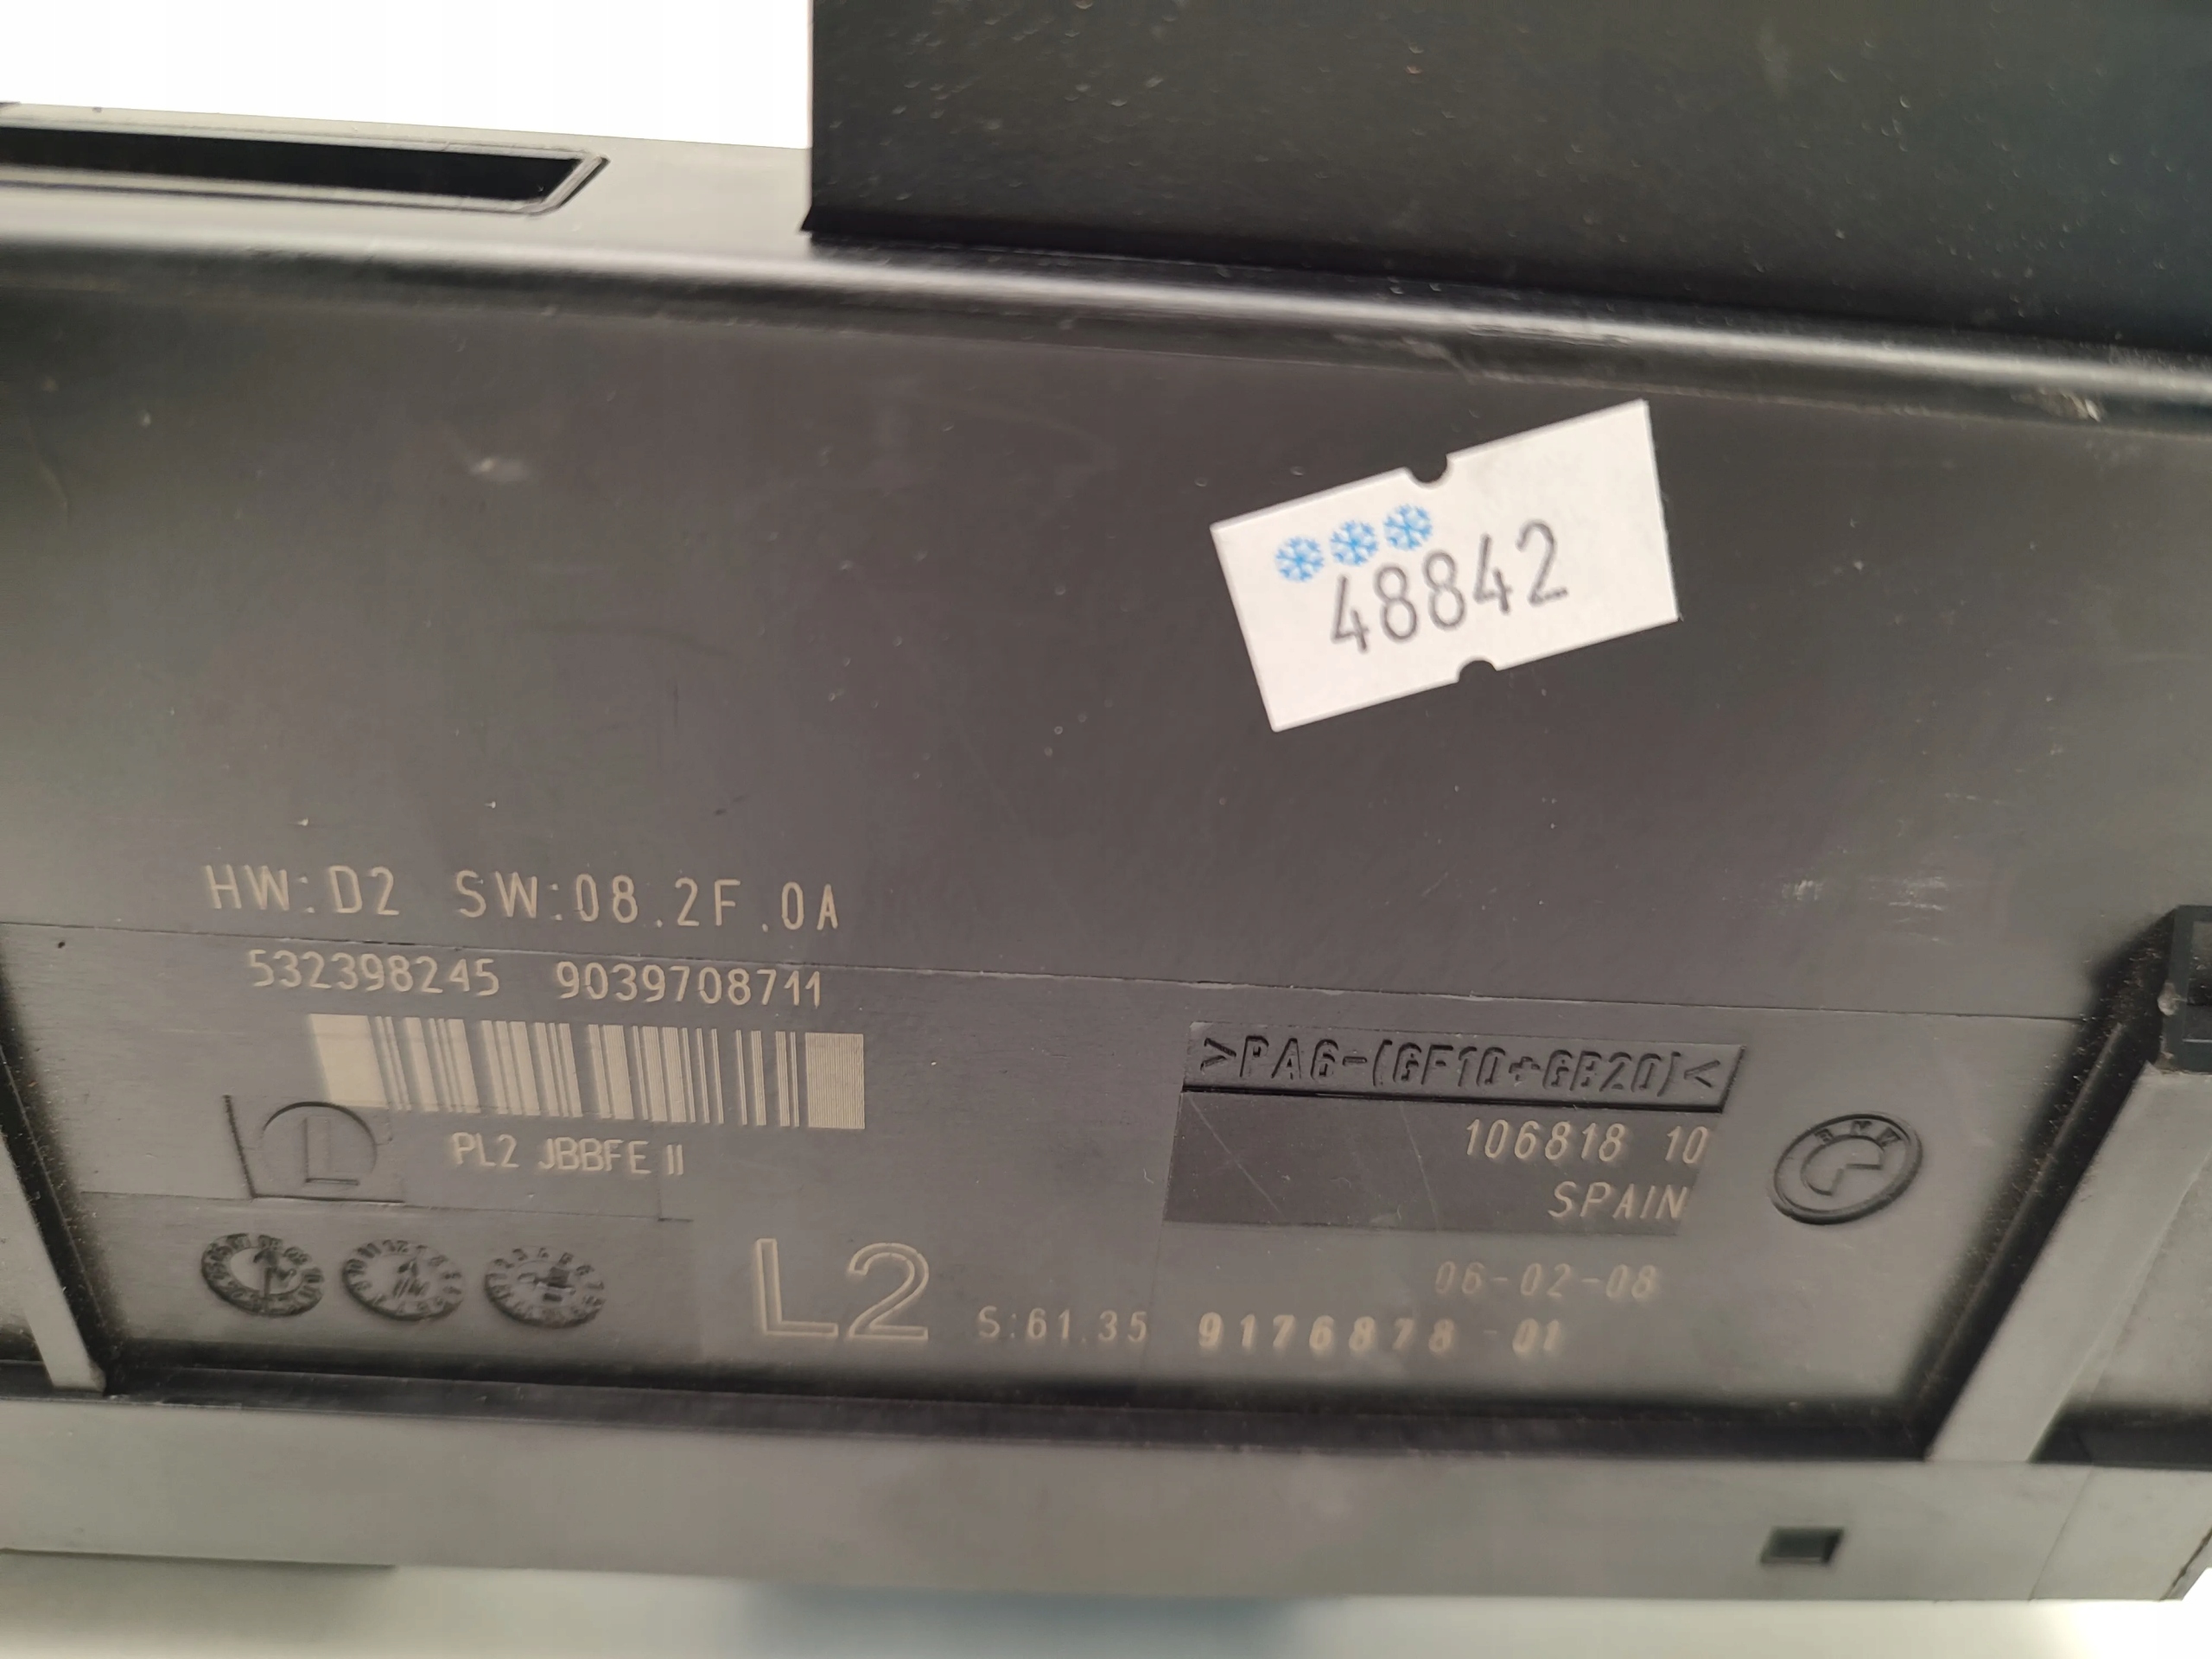 48842
HW:D2 SW:08.2F.0A
532398245 9039708711
PL2 JBBFE II
L
>PA6-(GF10+GB20)<
106818 10
SPAIN
BMW
06-02-08
L2 S:61.35 9176878-01